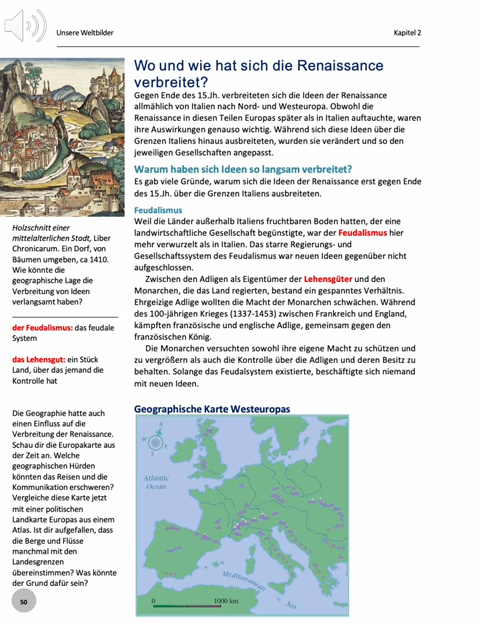 Unsere Weltbilder
Kapitel 2
Wo und wie hat sich die Renaissance
verbreitet?
Gegen Ende des 15.Jh. verbreiteten sich die Ideen der Renaissance
allmählich von Italien nach Nord- und Westeuropa. Obwohl die
Renaissance in diesen Teilen Europas später als in Italien auftauchte, waren
ihre Auswirkungen genauso wichtig. Während sich diese Ideen über die
Grenzen Italiens hinaus ausbreiteten, wurden sie verändert und so den
jeweiligen Gesellschaften angepasst.
Warum haben sich Ideen so langsam verbreitet?
Es gab viele Gründe, warum sich die Ideen der Renaissance erst gegen Ende
des 15.Jh. über die Grenzen Italiens ausbreiteten.
Feudalismus
Weil die Länder außerhalb Italiens fruchtbaren Boden hatten, der eine
landwirtschaftliche Gesellschaft begünstigte, war der Feudalismus hier
mehr verwurzelt als in Italien. Das starre Regierungs- und
Gesellschaftssystem des Feudalismus war neuen Ideen gegenüber nicht
aufgeschlossen.
Zwischen den Adligen als Eigentümer der Lehensgüter und den
Monarchen, die das Land regierten, bestand ein gespanntes Verhältnis.
Ehrgeizige Adlige wollten die Macht der Monarchen schwächen. Während
des 100-jährigen Krieges (1337-1453) zwischen Frankreich und England,
kämpften französische und englische Adlige, gemeinsam gegen den
französischen König.
Die Monarchen versuchten sowohl ihre eigene Macht zu schützen und
zu vergrößern als auch die Kontrolle über die Adligen und deren Besitz zu
behalten. Solange das Feudalsystem existierte, beschäftigte sich niemand
mit neuen Ideen.
Holzschnitt einer
mittelalterlichen Stadt, Liber
Chronicarum. Ein Dorf, von
Bäumen umgeben, ca 1410.
Wie könnte die
geographische Lage die
Verbreitung von Ideen
verlangsamt haben?
der Feudalismus: das feudale
System
das Lehensgut: ein Stück
Land, über das jemand die
Kontrolle hat
Die Geographie hatte auch
einen Einfluss auf die
Verbreitung der Renaissance.
Schau dir die Europakarte aus
der Zeit an. Welche
geographischen Hürden
könnten das Reisen und die
Kommunikation erschweren?
Vergleiche diese Karte jetzt
mit einer politischen
Landkarte Europas aus einem
Atlas. Ist dir aufgefallen, dass
die Berge und Flüsse
manchmal mit den
Landesgrenzen
übereinstimmen? Was könnte
der Grund dafür sein?
Geographische Karte Westeuropas
N
W
E
S
Atlantic
Ocean
Mediterranean
Sea
0
1000 km
50